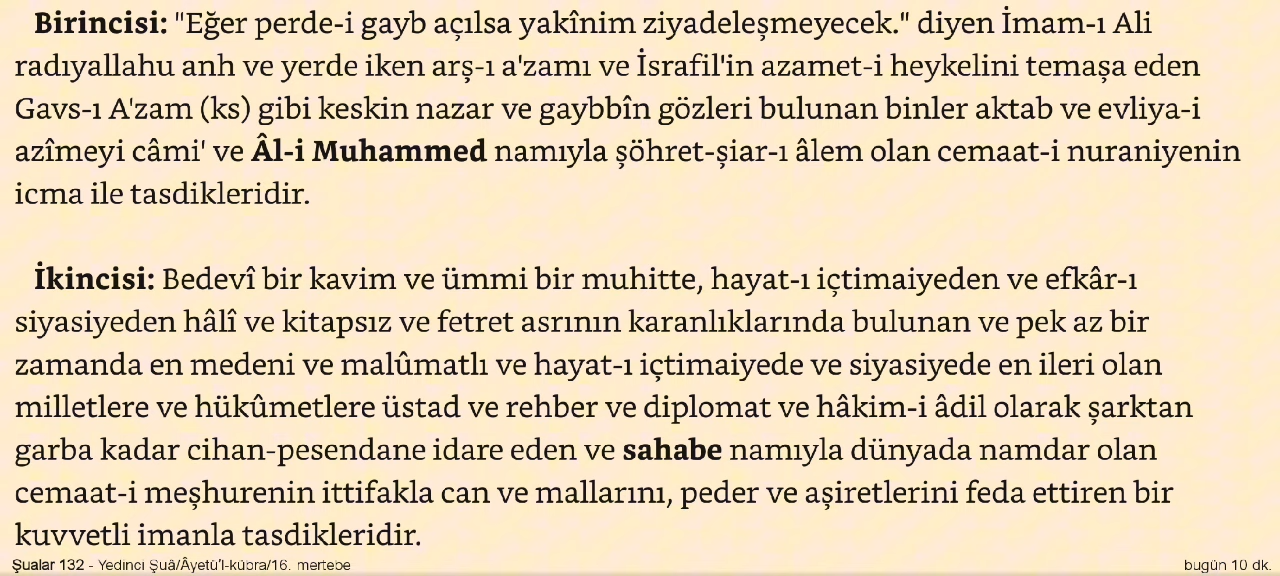 Birincisi: "Eğer perde-i gayb açılsa yakînim ziyadeleşmeyecek." diyen İmam-ı Ali
radıyallahu anh ve yerde iken arş-ı a'zamı ve İsrafil'in azamet-i heykelini temaşa eden
Gavs-ı A'zam (ks) gibi keskin nazar ve gaybbîn gözleri bulunan binler aktab ve evliya-i
azîmeyi câmi' ve Âl-i Muhammed namıyla şöhret-şiar-ı âlem olan cemaat-i nuraniyenin
icma ile tasdikleridir.
İkincisi: Bedevî bir kavim ve ümmi bir muhitte, hayat-ı içtimaiyeden ve efkâr-ı
siyasiyeden hâlî ve kitapsız ve fetret asrının karanlıklarında bulunan ve pek az bir
zamanda en medeni ve malûmatlı ve hayat-ı içtimaiyede ve siyasiyede en ileri olan
milletlere ve hükûmetlere üstad ve rehber ve diplomat ve hâkim-i âdil olarak şarktan
garba kadar cihan-pesendane idare eden ve sahabe namıyla dünyada namdar olan
cemaat-i meşhurenin ittifakla can ve mallarını, peder ve aşiretlerini feda ettiren bir
kuvvetli imanla tasdikleridir.
Şualar 132 - Yedinci Şuâ/Âyetü'l-kübra/16. mertebe
bugün 10 dk.